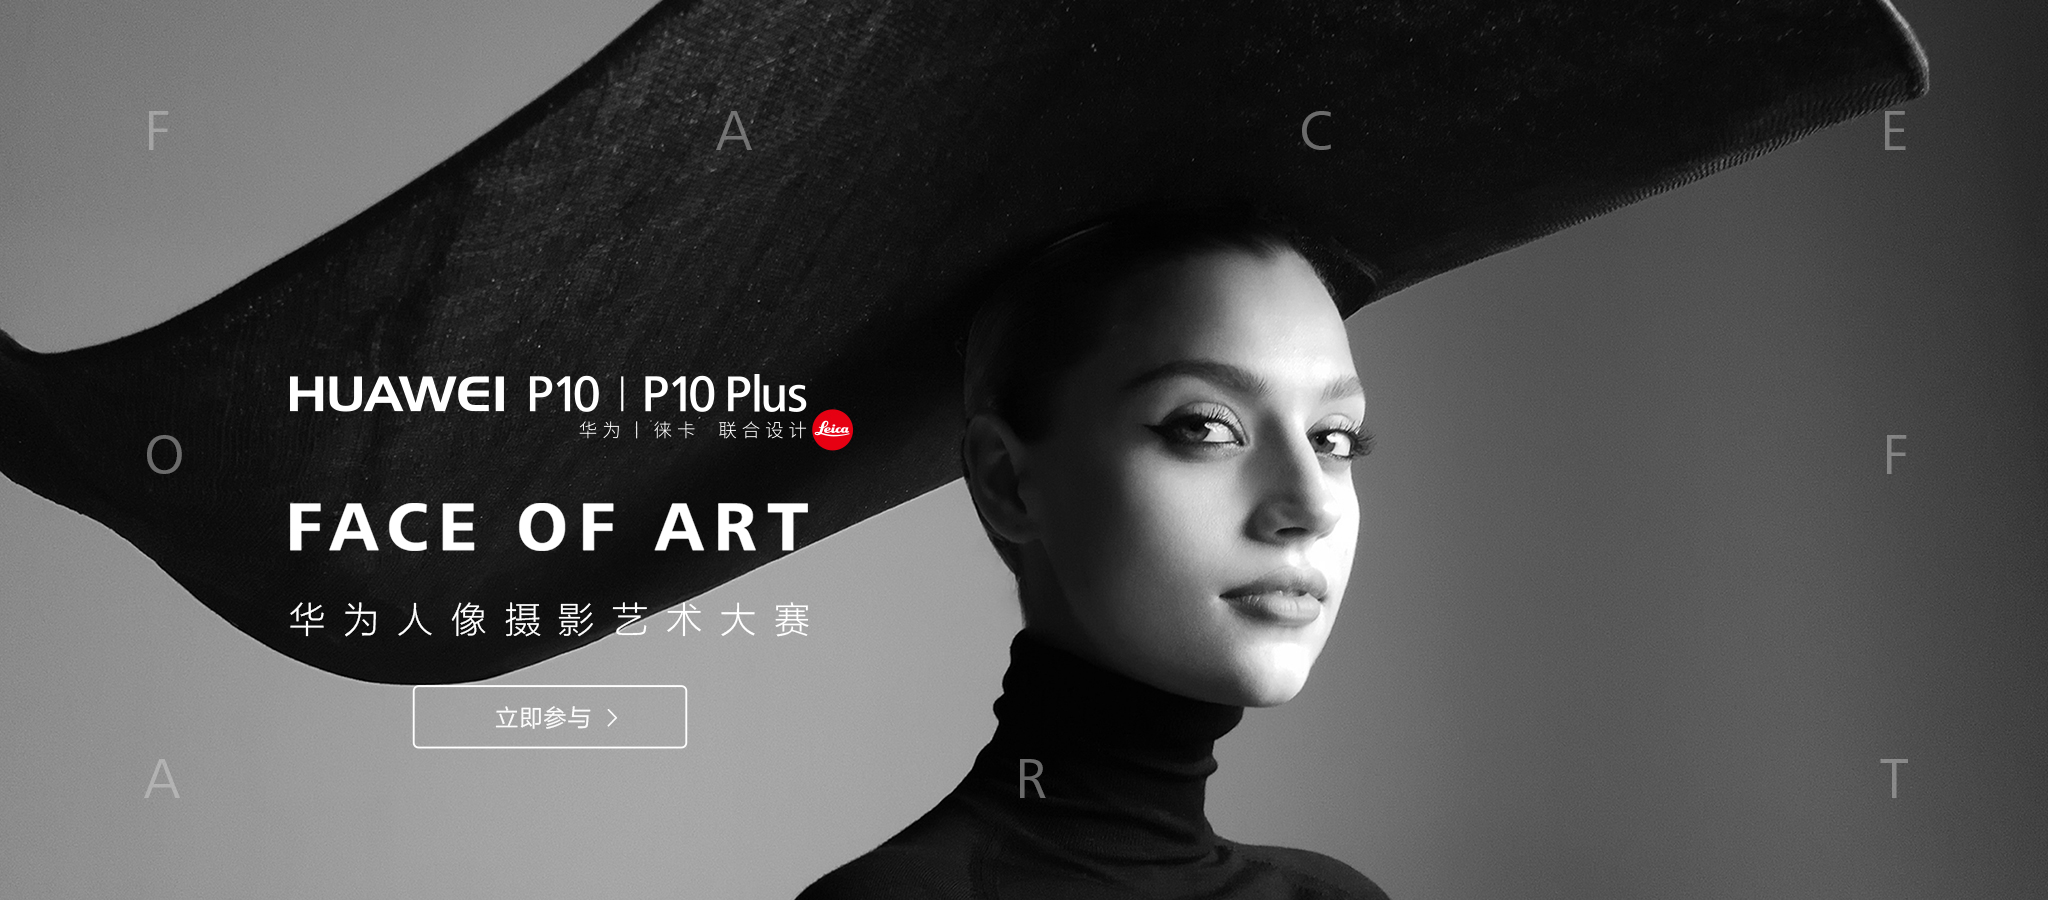 F A C E
HUAWEI P10 | P10 Plus
华为 | 徕卡 联合设计 Leica
O F
FACE OF ART
华为人像摄影艺术大赛
立即参与 >
A R T